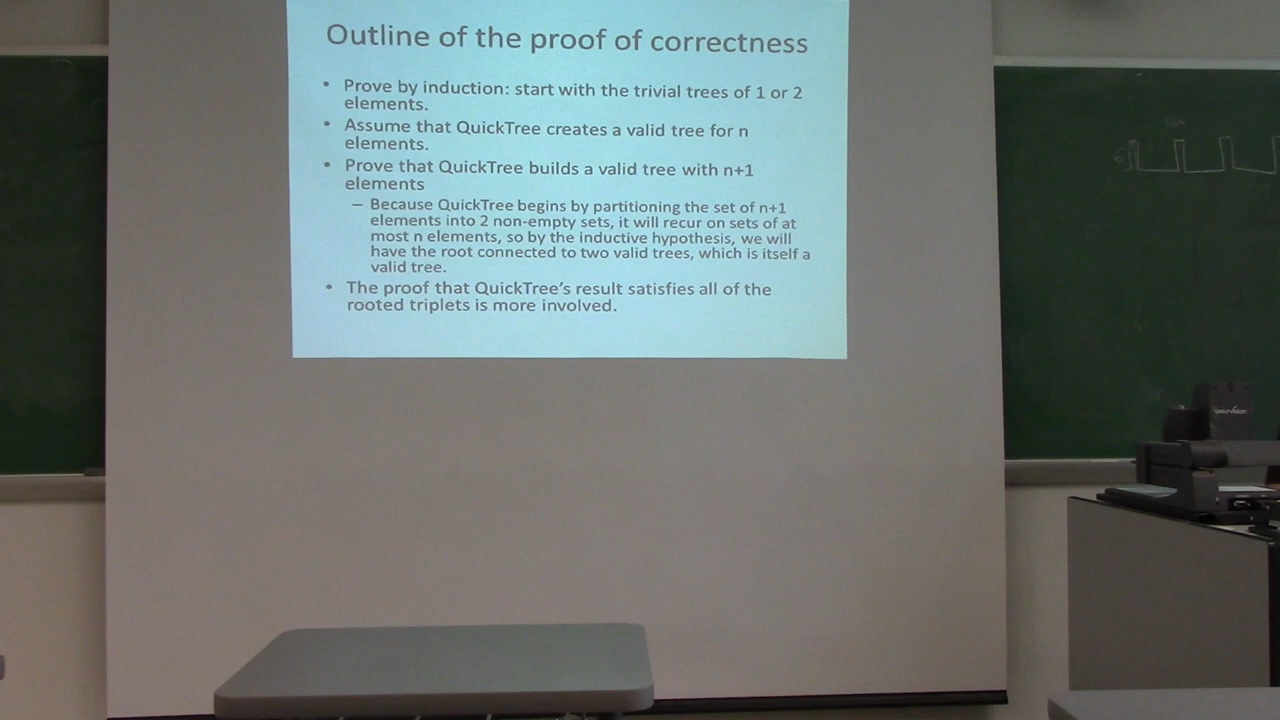 Outline of the proof of correctness
• Prove by induction: start with the trivial trees of 1 or 2
elements.
• Assume that QuickTree creates a valid tree for n
elements.
• Prove that QuickTree builds a valid tree with n+1
elements
– Because QuickTree begins by partitioning the set of n+1
elements into 2 non-empty sets, it will recur on sets of at
most n elements, so by the inductive hypothesis, we will
have the root connected to two valid trees, which is itself a
valid tree.
• The proof that QuickTree's result satisfies all of the
rooted triplets is more involved.